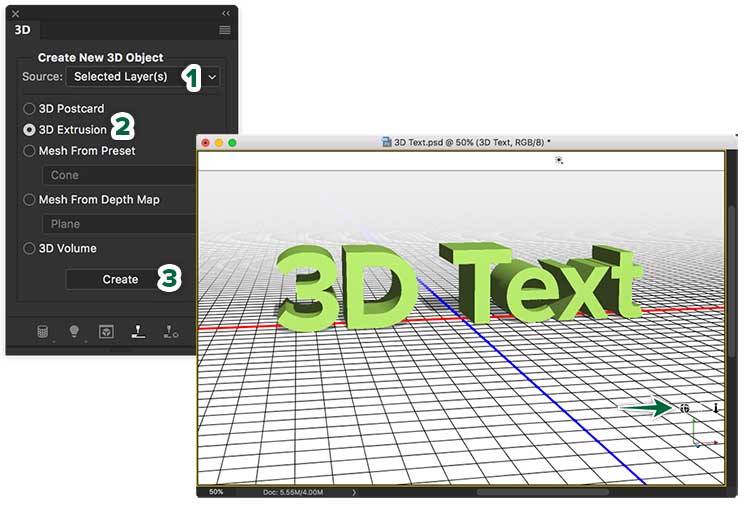 3D
Create New 3D Object
Source: Selected Layer(s) 1
3D Postcard
3D Extrusion 2
Mesh From Preset
Cone
Mesh From Depth Map
Plane
3D Volume
Create 3
3D Text.psd @ 50% (3D Text, RGB/8) *
3D Text
50% Doc: 5.55M/4.00M